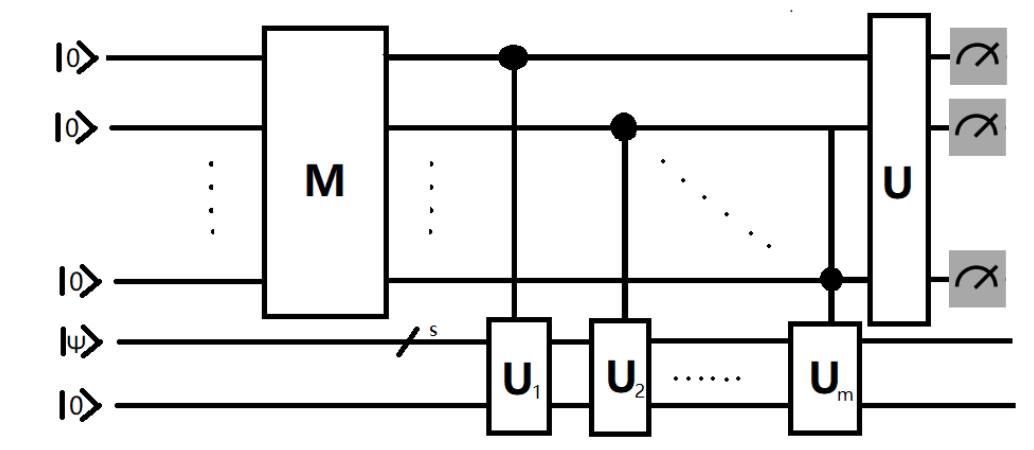 |0⟩
|0⟩
M
U
|0⟩
|Ψ⟩ s
U₁ U₂ ...... Uₘ
|0⟩